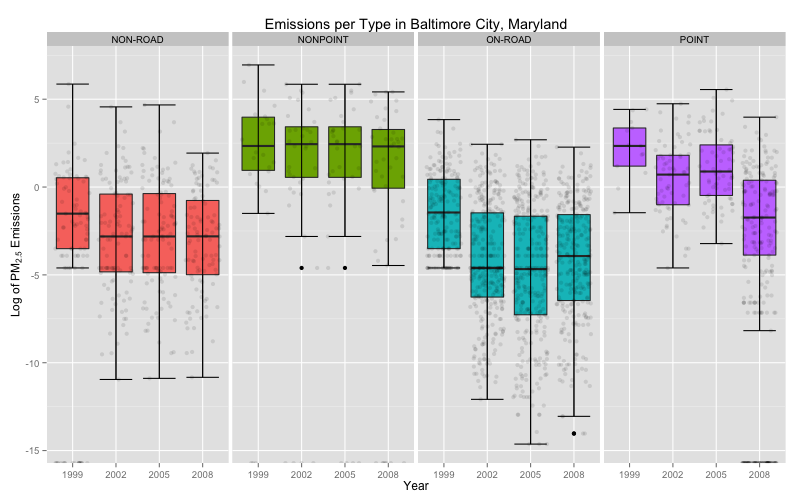 Emissions per Type in Baltimore City, Maryland
NON-ROAD NONPOINT ON-ROAD POINT
Log of PM2.5 Emissions
5
0
-5
-10
-15
1999 2002 2005 2008 1999 2002 2005 2008 1999 2002 2005 2008 1999 2002 2005 2008
Year